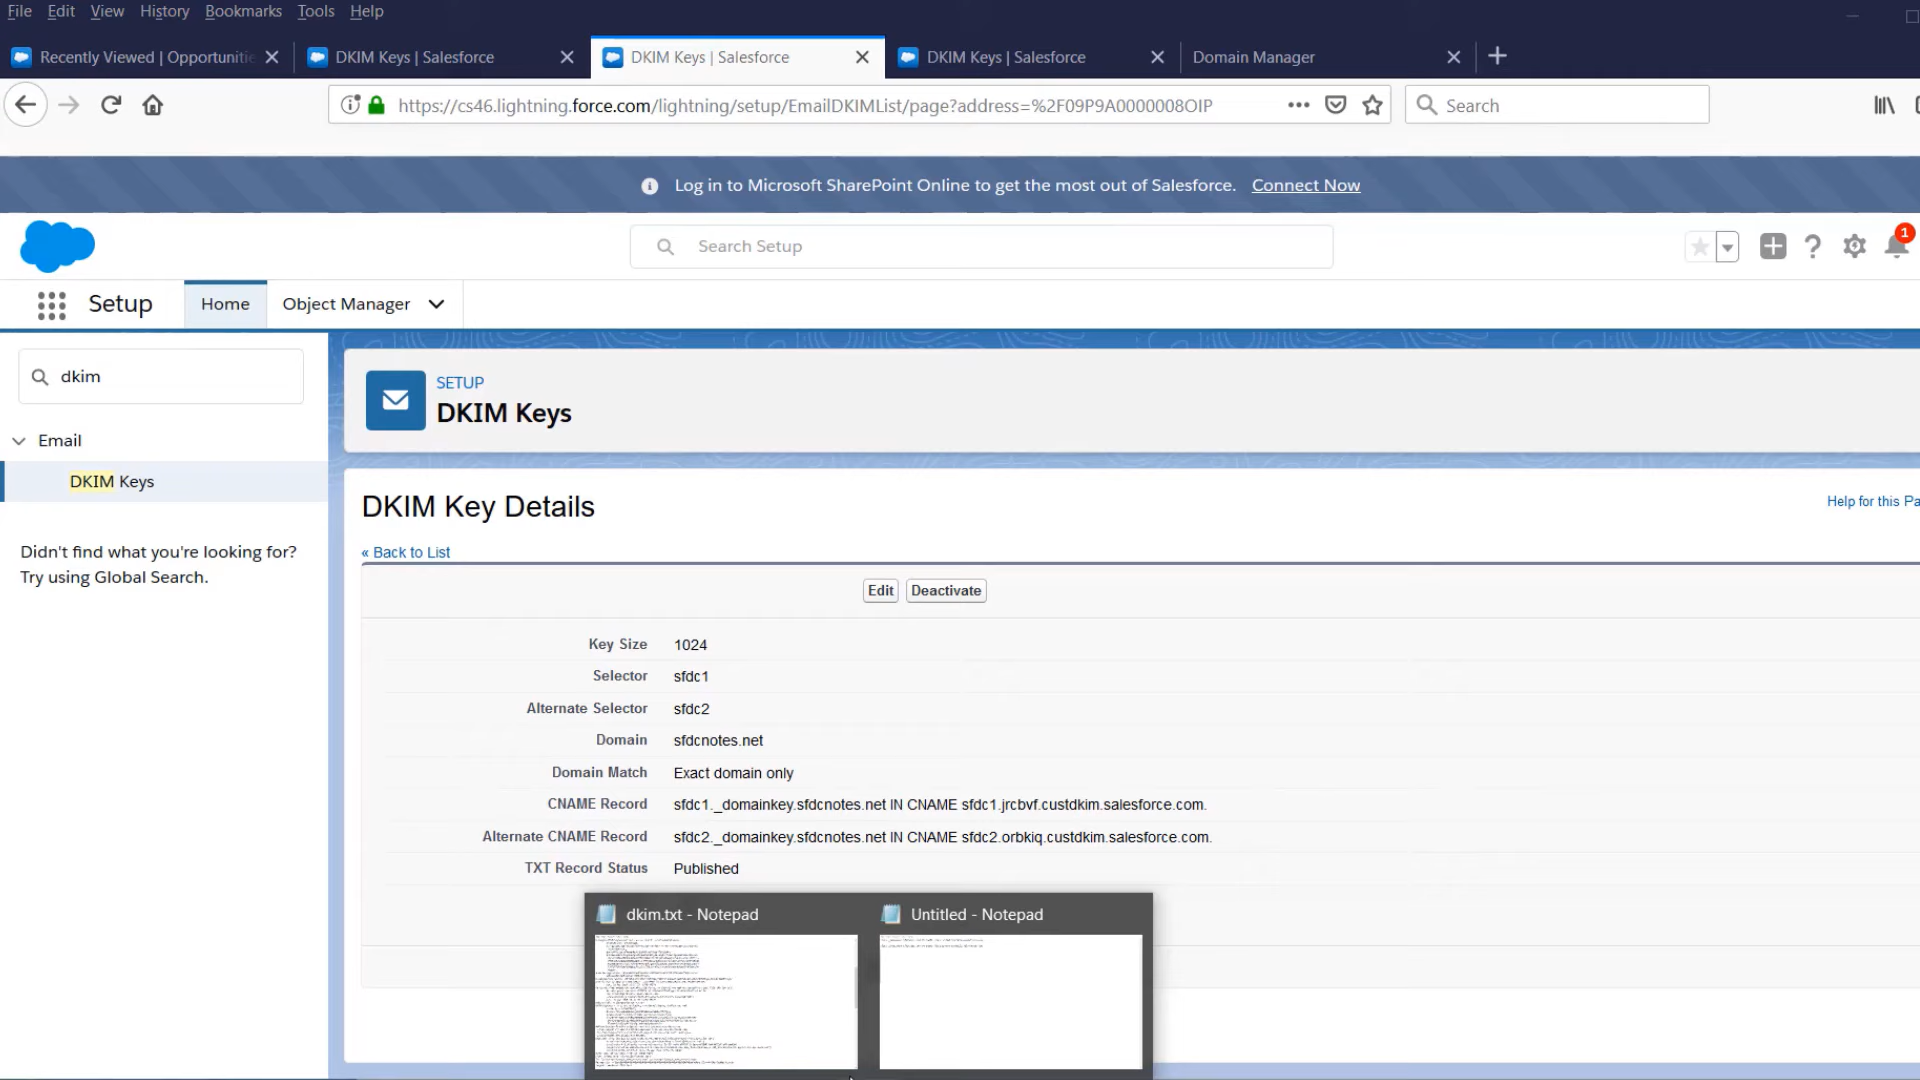 File Edit View History Bookmarks Tools Help
Recently Viewed | Opportunitie
DKIM Keys | Salesforce
DKIM Keys | Salesforce
DKIM Keys | Salesforce
Domain Manager
https://cs46.lightning.force.com/lightning/setup/EmailDKIMList/page?address=%2F09P9A0000008OIP
Search
Log in to Microsoft SharePoint Online to get the most out of Salesforce. Connect Now
Search Setup
1
Setup Home Object Manager
dkim
SETUP
DKIM Keys
Email
DKIM Keys
Didn't find what you're looking for?
Try using Global Search.
DKIM Key Details
Help for this Pa
« Back to List
Edit Deactivate
Key Size 1024
Selector sfdc1
Alternate Selector sfdc2
Domain sfdcnotes.net
Domain Match Exact domain only
CNAME Record sfdc1._domainkey.sfdcnotes.net IN CNAME sfdc1.jrcbvf.custdkim.salesforce.com.
Alternate CNAME Record sfdc2._domainkey.sfdcnotes.net IN CNAME sfdc2.orbkiq.custdkim.salesforce.com.
TXT Record Status Published
dkim.txt - Notepad
Untitled - Notepad